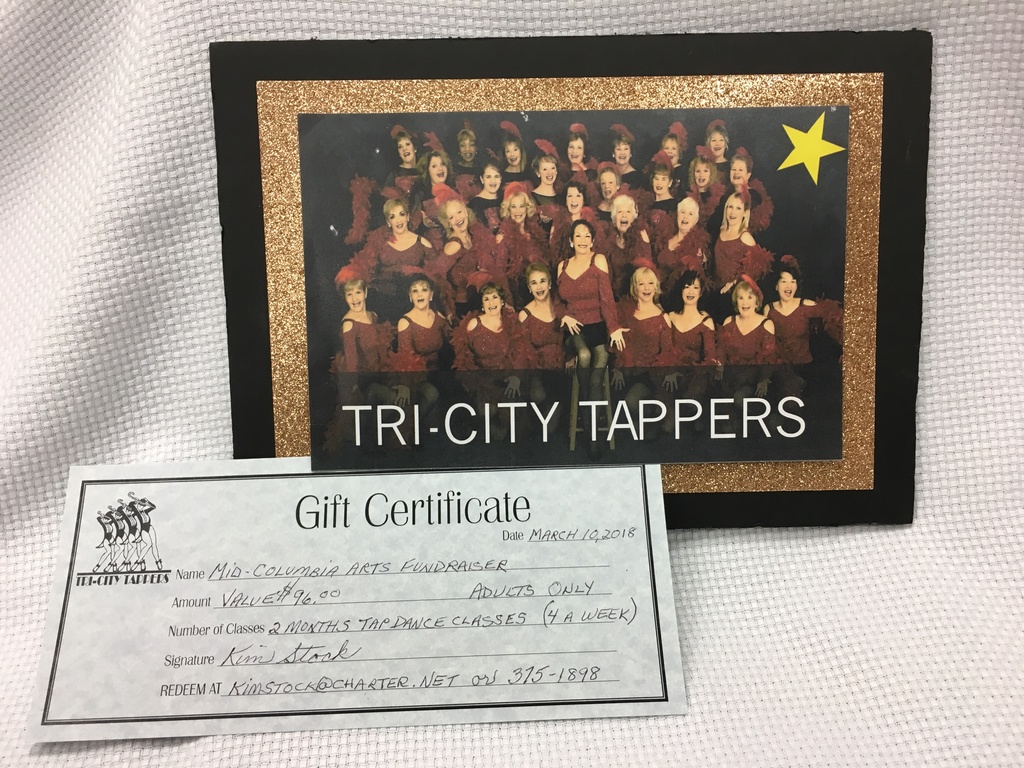 TRI-CITY TAPPERS
Gift Certificate
Date MARCH 10, 2018
TRI-CITY TAPPERS
Name MID-COLUMBIA ARTS FUNDRAISER
Amount VALUE $96.00 ADULTS ONLY
Number of Classes 2 MONTHS TAP DANCE CLASSES (4 A WEEK)
Signature Kim Stock
REDEEM AT KIMSTOCK@CHARTER.NET or 375-1898